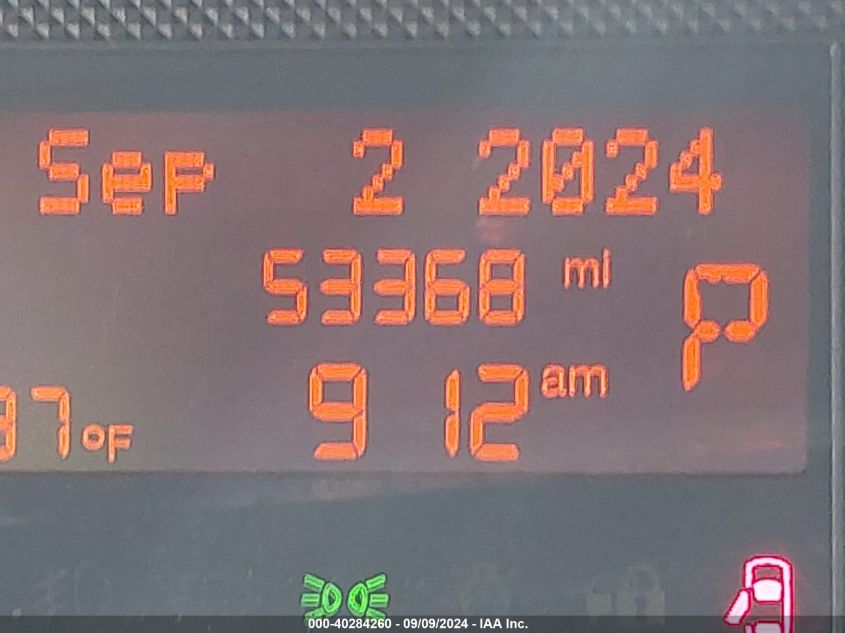 Sep 2 2024
53368 mi
P
9 12 am
97 °F
000-40284260 - 09/09/2024 - IAA Inc.